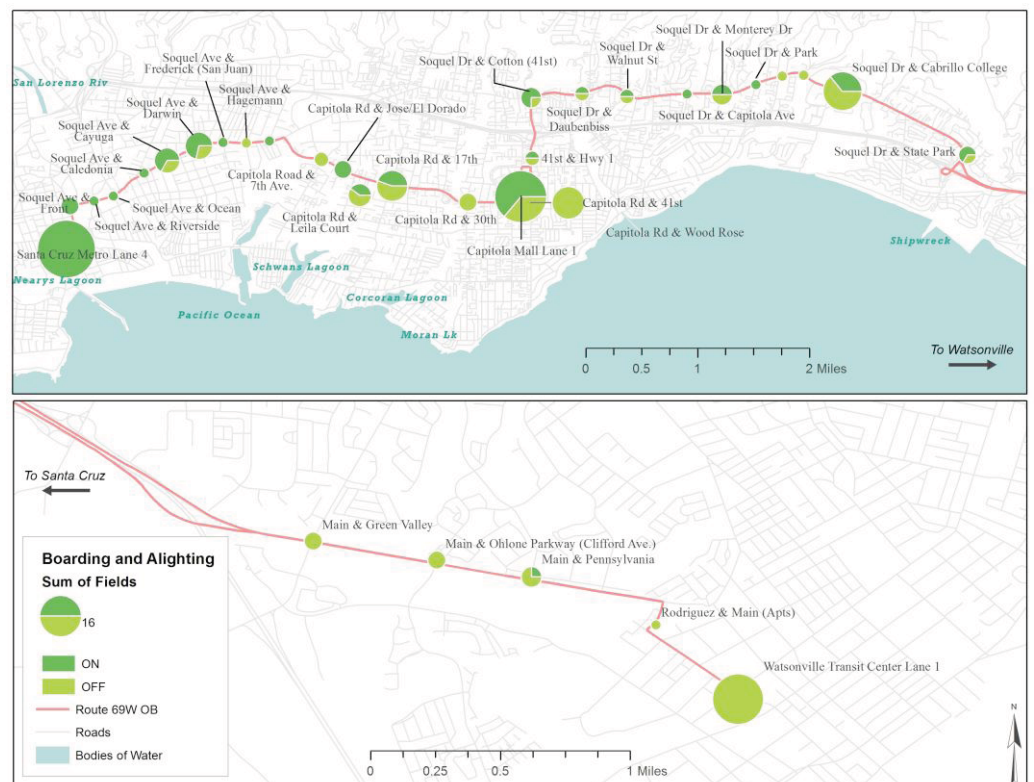 Soquel Dr & Monterey Dr
Soquel Ave &
Frederick (San Juan)
Soquel Dr &
Walnut St
Soquel Dr & Park
Soquel Dr & Cotton (41st)
Soquel Dr & Cabrillo College
San Lorenzo Riv
Soquel Ave &
Hagemann
Soquel Ave &
Darwin
Capitola Rd & Jose/El Dorado
Soquel Dr &
Daubenbiss
Soquel Dr & Capitola Ave
Soquel Ave &
Cayuga
Soquel Ave &
Caledonia
Capitola Road &
7th Ave.
Capitola Rd & 17th
41st & Hwy 1
Soquel Dr & State Park
Soquel Ave &
Front
Soquel Ave & Ocean
Soquel Ave & Riverside
Capitola Rd &
Leila Court
Capitola Rd & 30th
Capitola Rd & 41st
Capitola Rd & Wood Rose
Santa Cruz Metro Lane 4
Capitola Mall Lane 1
Shipwreck
Schwans Lagoon
Nearys Lagoon
Corcoran Lagoon
Pacific Ocean
Moran Lk
To Watsonville
0 0.5 1 2 Miles
To Santa Cruz
Main & Green Valley
Main & Ohlone Parkway (Clifford Ave.)
Main & Pennsylvania
Rodriguez & Main (Apts)
Watsonville Transit Center Lane 1
Boarding and Alighting
Sum of Fields
16
ON
OFF
Route 69W OB
Roads
Bodies of Water
0 0.25 0.5 1 Miles
N